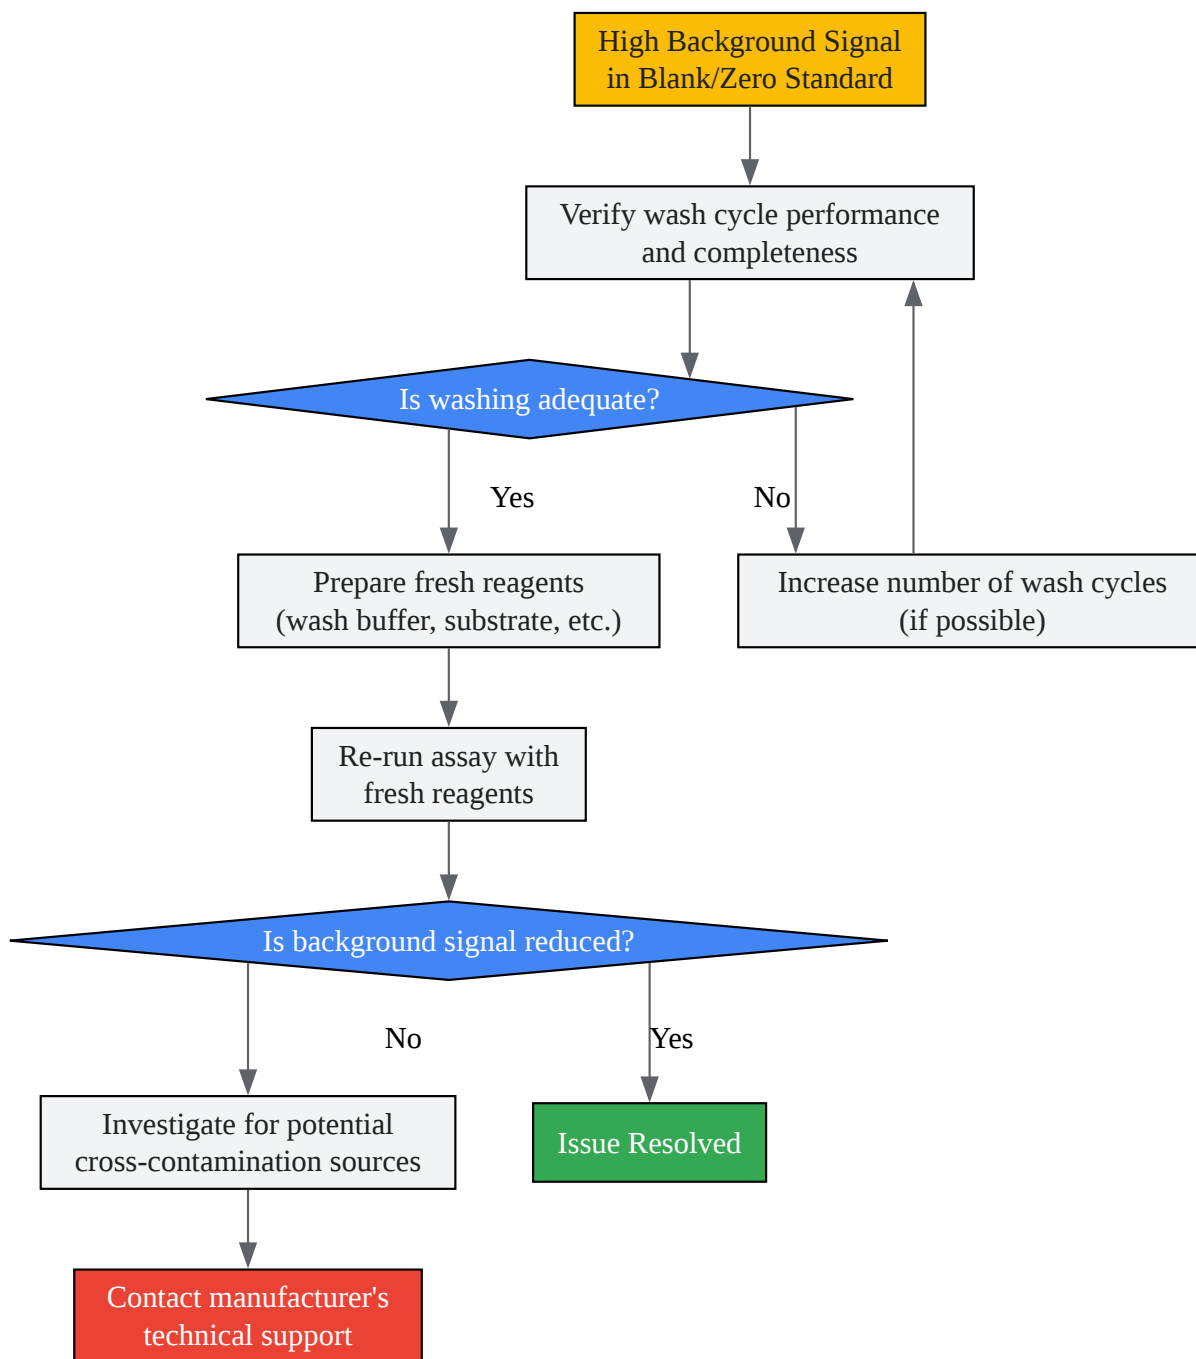 High Background Signal
in Blank/Zero Standard
Verify wash cycle performance
and completeness
Is washing adequate?
Yes
No
Prepare fresh reagents
(wash buffer, substrate, etc.)
Increase number of wash cycles
(if possible)
Re-run assay with
fresh reagents
Is background signal reduced?
No
Yes
Investigate for potential
cross-contamination sources
Issue Resolved
Contact manufacturer's
technical support